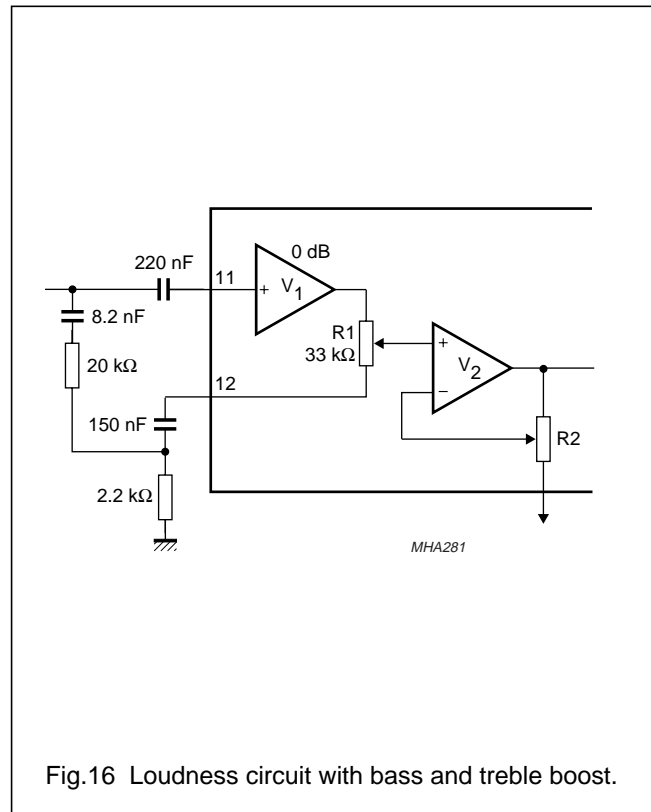 0 dB
220 nF
11
+
V1
8.2 nF
R1
33 kΩ
+
20 kΩ
V2
12
−
150 nF
R2
2.2 kΩ
MHA281
Fig.16 Loudness circuit with bass and treble boost.